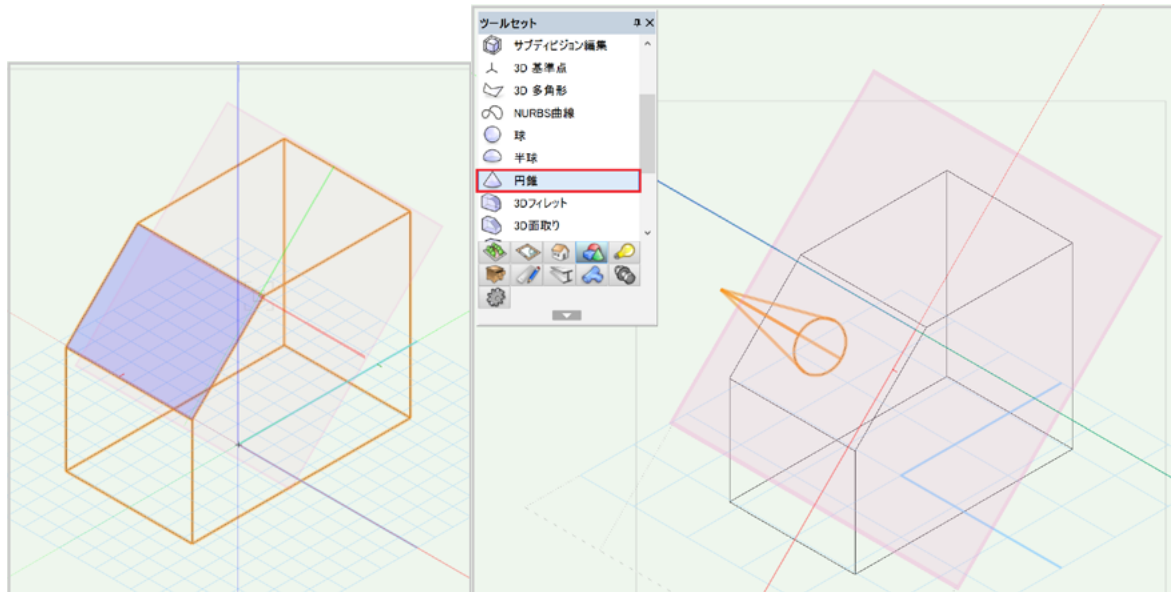 ツールセット
サブディビジョン編集
3D 基準点
3D 多角形
NURBS曲線
球
半球
円錐
3Dフィレット
3D面取り